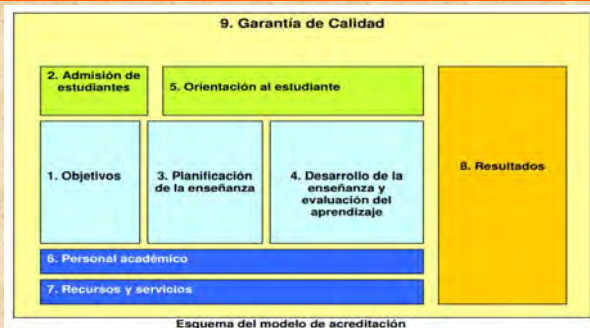 9. Garantía de Calidad
2. Admisión de
estudiantes
5. Orientación al estudiante
1. Objetivos
3. Planificación
de la enseñanza
4. Desarrollo de la
enseñanza y
evaluación del
aprendizaje
8. Resultados
6. Personal académico
7. Recursos y servicios
Esquema del modelo de acreditación